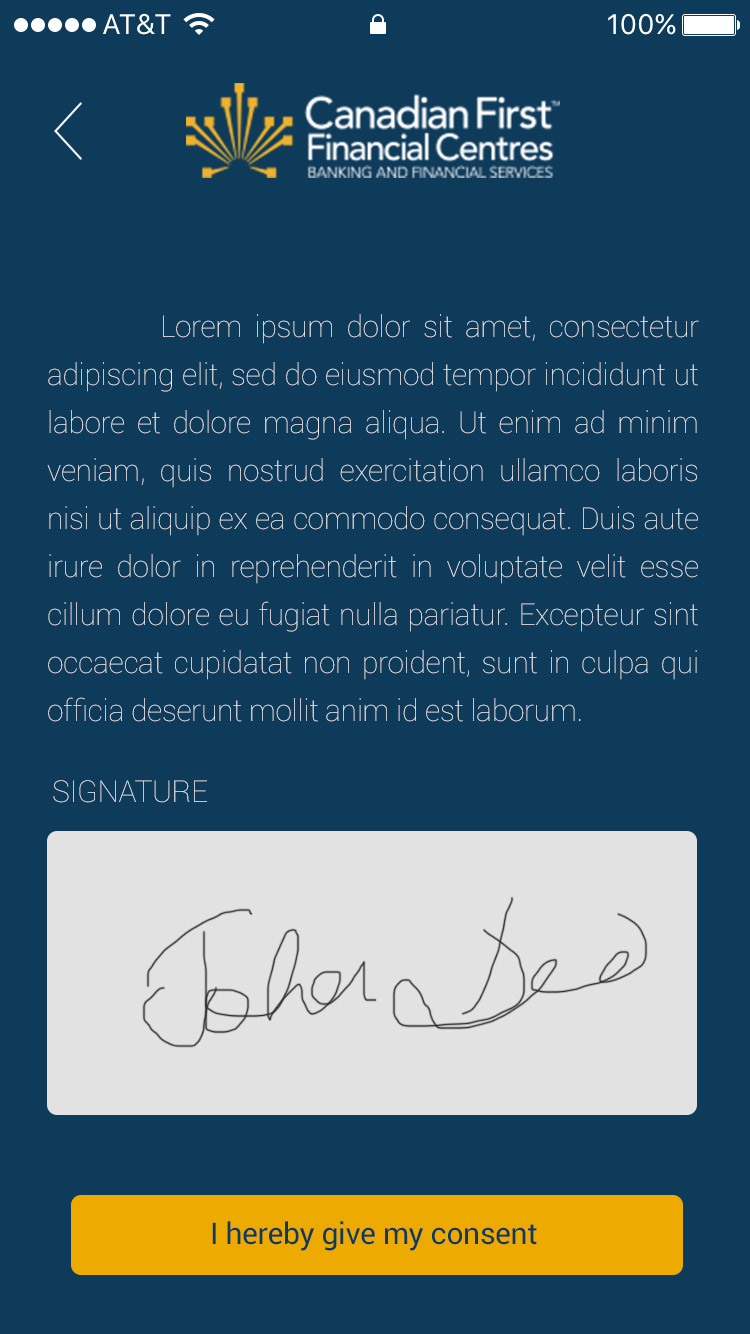 AT&T 100%
Canadian First™
Financial Centres
BANKING AND FINANCIAL SERVICES
Lorem ipsum dolor sit amet, consectetur
adipiscing elit, sed do eiusmod tempor incididunt ut
labore et dolore magna aliqua. Ut enim ad minim
veniam, quis nostrud exercitation ullamco laboris
nisi ut aliquip ex ea commodo consequat. Duis aute
irure dolor in reprehenderit in voluptate velit esse
cillum dolore eu fugiat nulla pariatur. Excepteur sint
occaecat cupidatat non proident, sunt in culpa qui
officia deserunt mollit anim id est laborum.
SIGNATURE
John Deo
I hereby give my consent